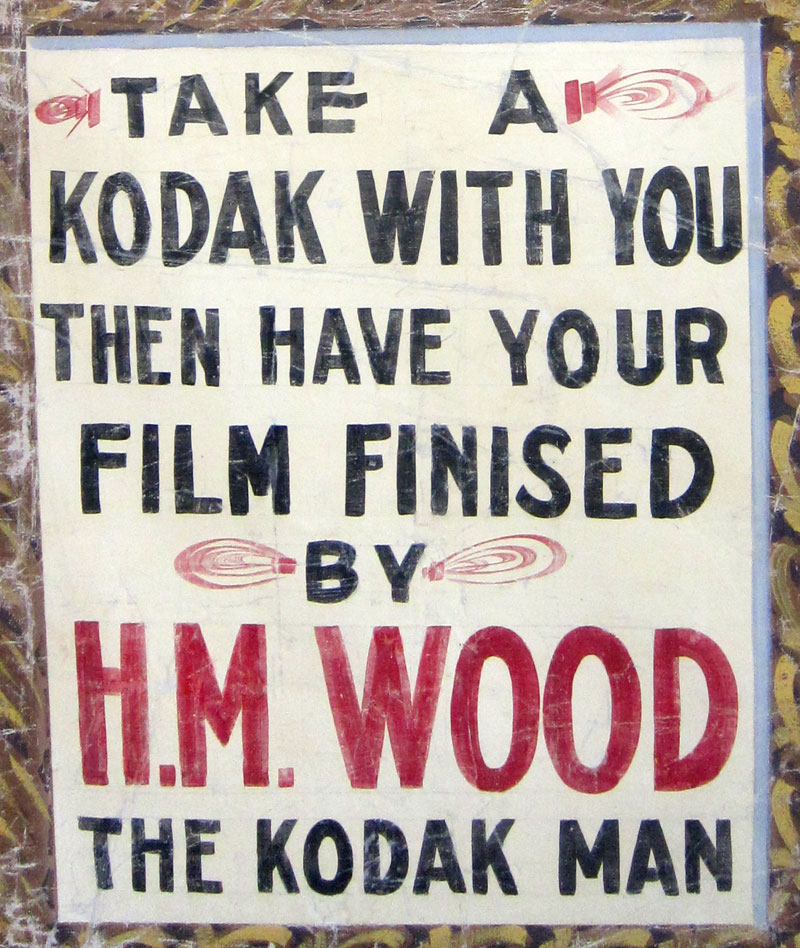 TAKE A
KODAK WITH YOU
THEN HAVE YOUR
FILM FINISED
BY
H.M. WOOD
THE KODAK MAN